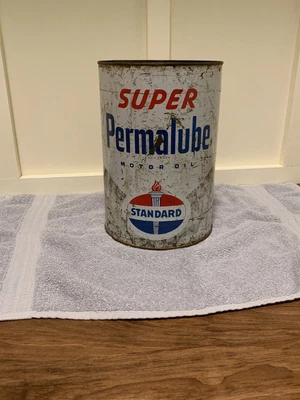 SUPER
Permalube
MOTOR OIL
STANDARD